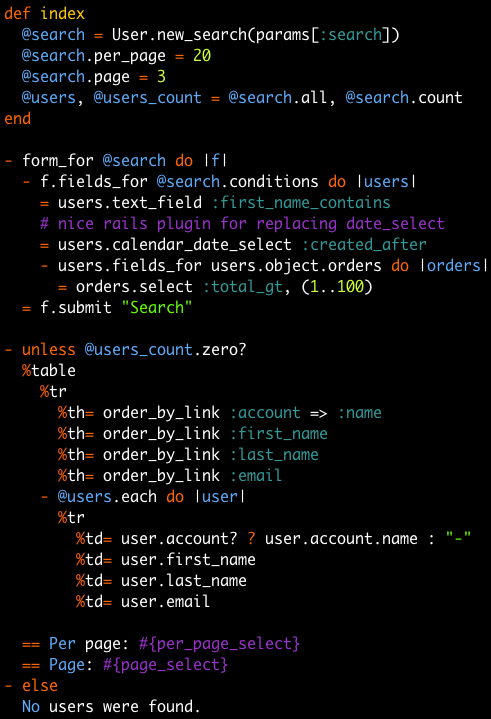 def index
  @search = User.new_search(params[:search])
  @search.per_page = 20
  @search.page = 3
  @users, @users_count = @search.all, @search.count
end

- form_for @search do |f|
  - f.fields_for @search.conditions do |users|
    = users.text_field :first_name_contains
    # nice rails plugin for replacing date_select
    = users.calendar_date_select :created_after
    - users.fields_for users.object.orders do |orders|
      = orders.select :total_gt, (1..100)
  = f.submit "Search"

- unless @users_count.zero?
  %table
    %tr
      %th= order_by_link :account => :name
      %th= order_by_link :first_name
      %th= order_by_link :last_name
      %th= order_by_link :email
    - @users.each do |user|
      %tr
        %td= user.account? ? user.account.name : "-"
        %td= user.first_name
        %td= user.last_name
        %td= user.email

  == Per page: #{per_page_select}
  == Page: #{page_select}
- else
  No users were found.